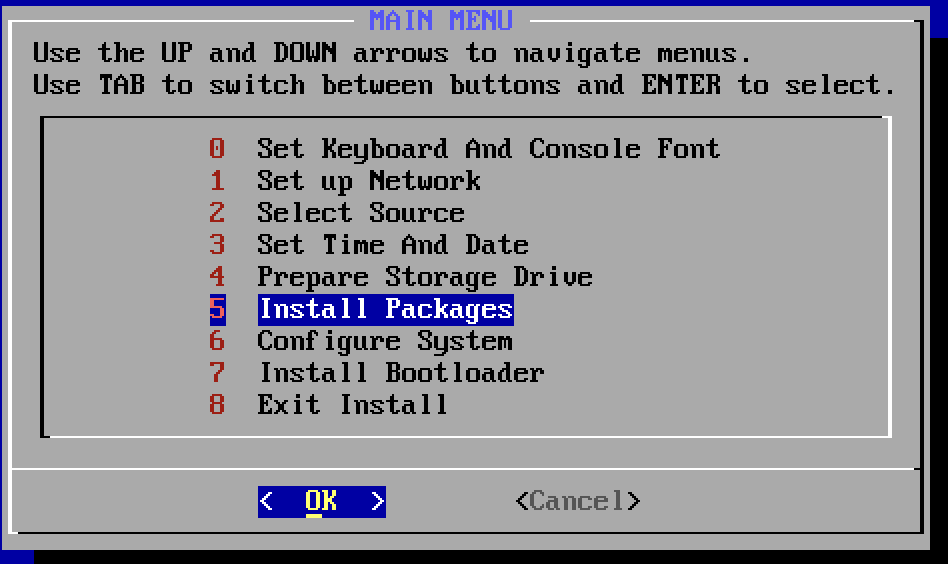 MAIN MENU
Use the UP and DOWN arrows to navigate menus.
Use TAB to switch between buttons and ENTER to select.
0 Set Keyboard And Console Font
1 Set up Network
2 Select Source
3 Set Time And Date
4 Prepare Storage Drive
5 Install Packages
6 Configure System
7 Install Bootloader
8 Exit Install
< OK > <Cancel>